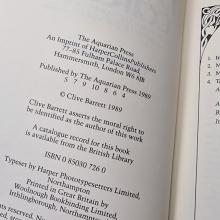 The Aquarian Press
An Imprint of HarperCollinsPublishers
77-85 Fulham Palace Road,
Hammersmith, London W6 8JB
Published by The Aquarian Press 1989
5 7 9 10 8 6 4
Clive Barrett 1989
Clive Barrett asserts the moral right to
be identified as the author of this work
A catalogue record for this book
is available from the British Library
ISBN 0 85030 726 0
Typeset by Harper Phototypesetters Limited,
Northampton
Printed in Great Britain by
Woolnough Bookbinding Limited,
Irthlingborough, Northamptonshire
1.
2. M
3. M
4. T